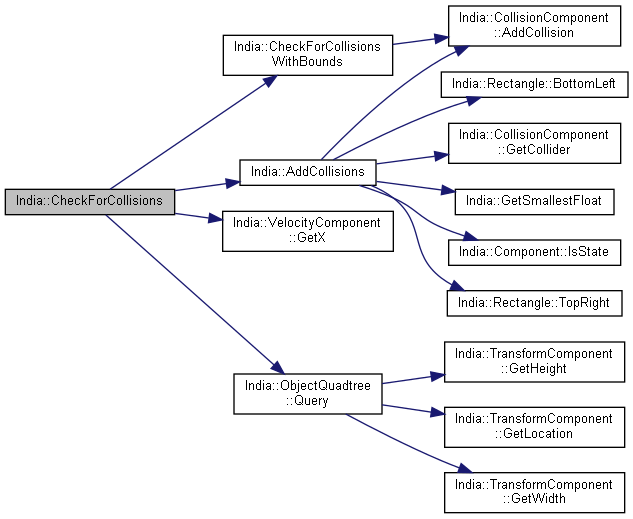 India::CheckForCollisions
India::CheckForCollisions
WithBounds
India::AddCollisions
India::VelocityComponent
::GetX
India::ObjectQuadtree
::Query
India::CollisionComponent
::AddCollision
India::Rectangle::BottomLeft
India::CollisionComponent
::GetCollider
India::GetSmallestFloat
India::Component::IsState
India::Rectangle::TopRight
India::TransformComponent
::GetHeight
India::TransformComponent
::GetLocation
India::TransformComponent
::GetWidth